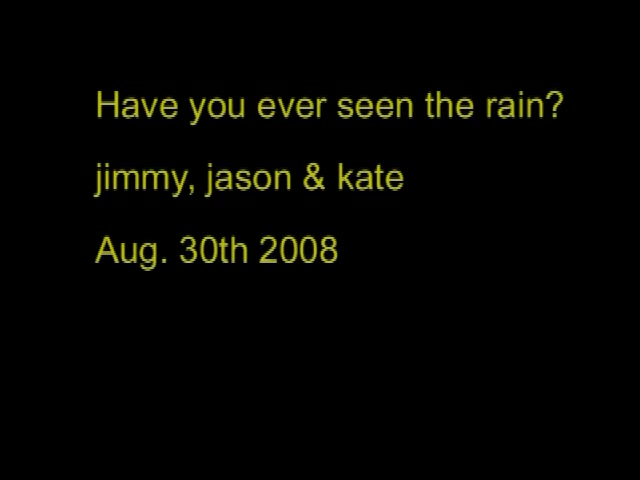 Have you ever seen the rain?
jimmy, jason & kate
Aug. 30th 2008